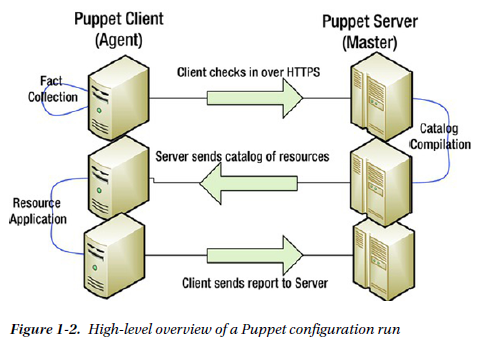 Puppet Client
(Agent)
Puppet Server
(Master)
Fact
Collection
Client checks in over HTTPS
Catalog
Compilation
Server sends catalog of resources
Resource
Application
Client sends report to Server
Figure 1-2. High-level overview of a Puppet configuration run